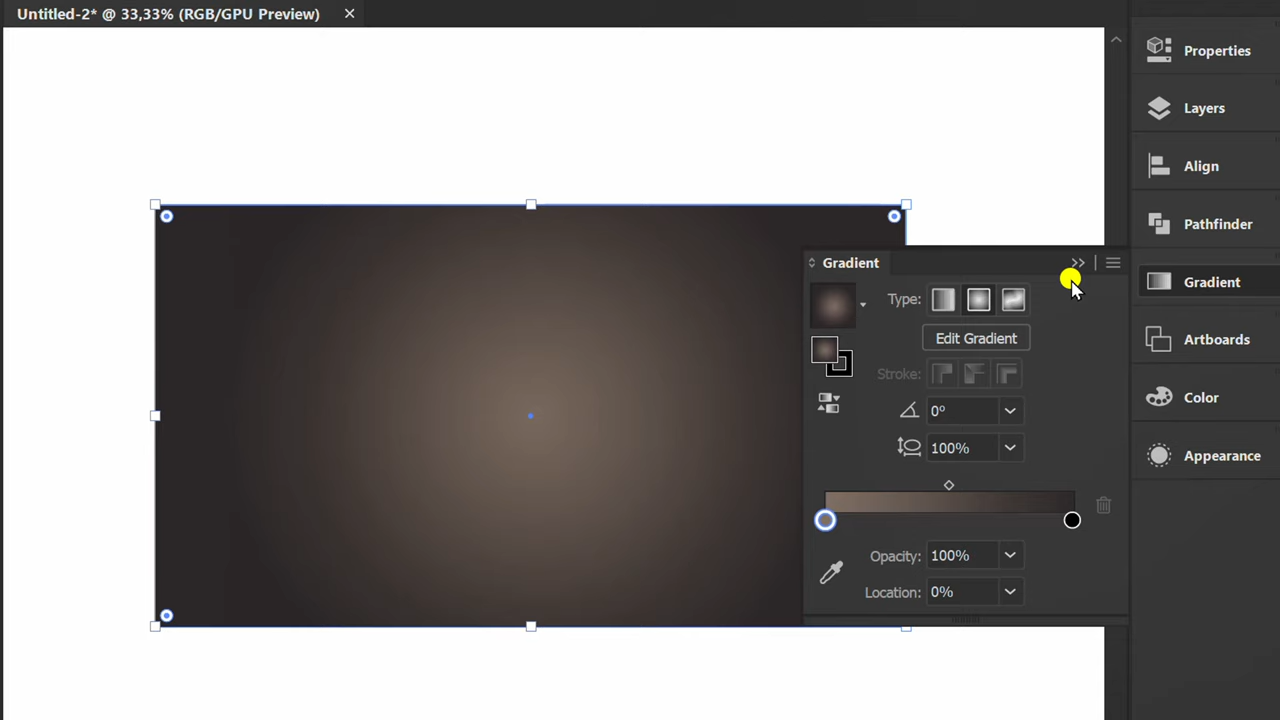 Untitled-2* @ 33,33% (RGB/GPU Preview)
Properties
Layers
Align
Pathfinder
Gradient
Artboards
Color
Appearance
Gradient
Type:
Edit Gradient
Stroke:
0°
100%
Opacity: 100%
Location: 0%